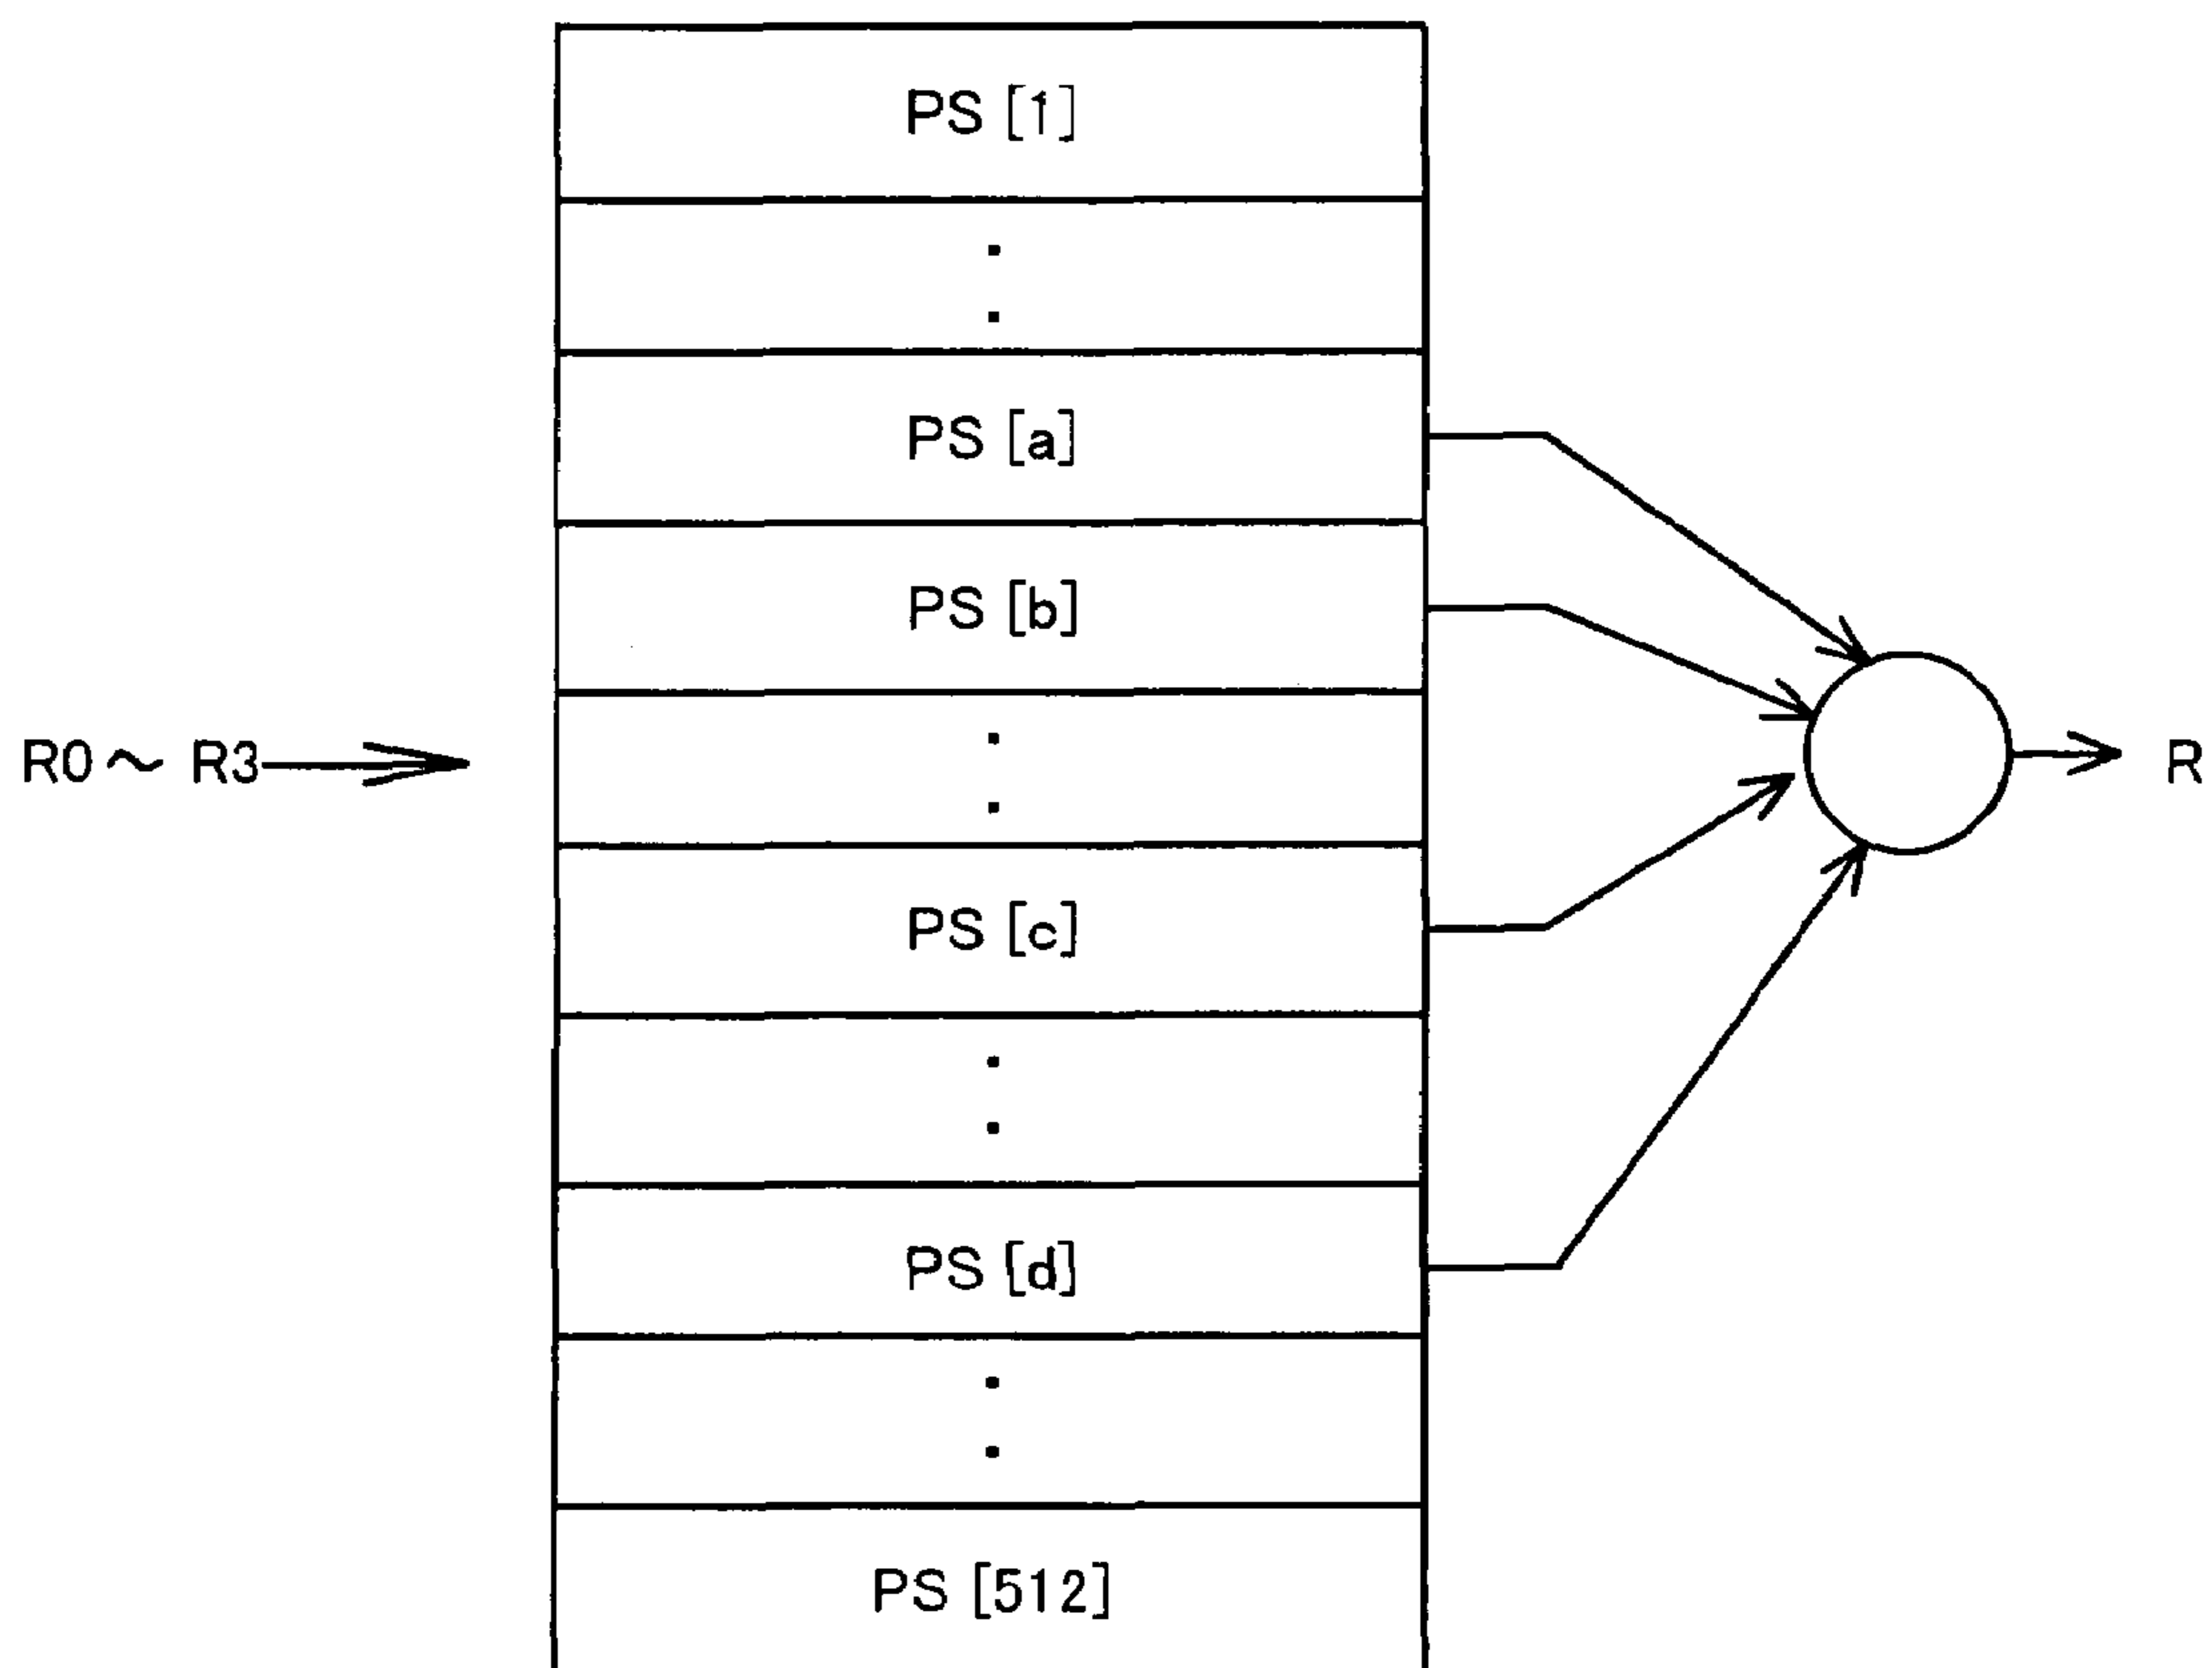 PS [1]
PS [a]
PS [b]
R0 ～ R3
R
PS [c]
PS [d]
PS [512]